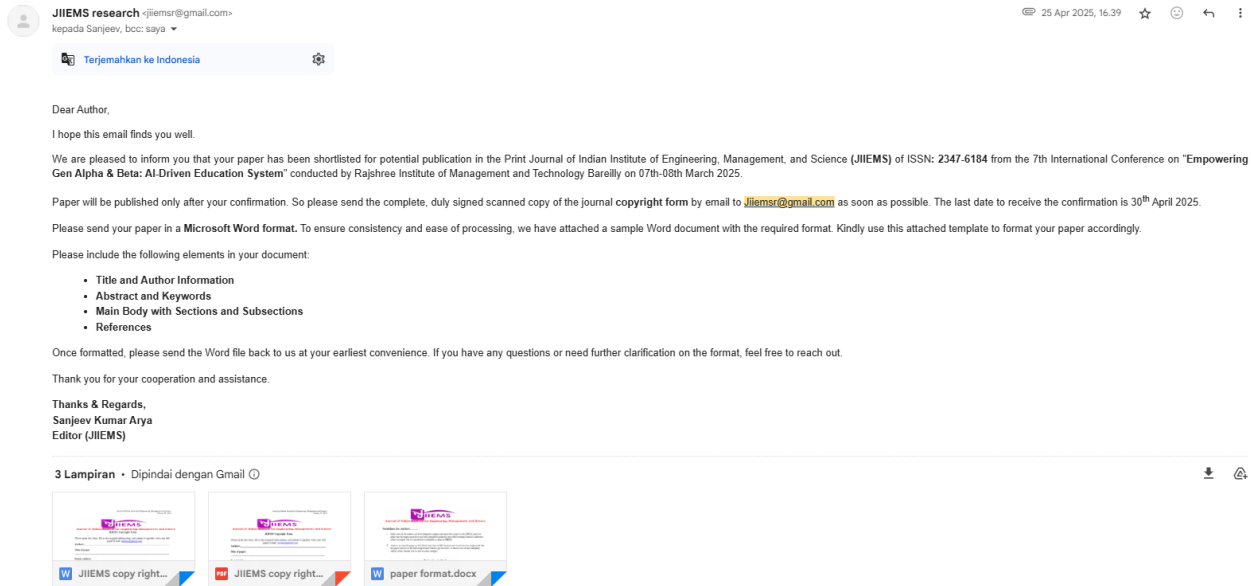 JIIEMS research <jiiemsr@gmail.com>
25 Apr 2025, 16.39
kepada Sanjeev, bcc: saya
Terjemahkan ke Indonesia
Dear Author,
I hope this email finds you well.
We are pleased to inform you that your paper has been shortlisted for potential publication in the Print Journal of Indian Institute of Engineering, Management, and Science (JIIEMS) of ISSN: 2347-6184 from the 7th International Conference on "Empowering
Gen Alpha & Beta: AI-Driven Education System" conducted by Rajshree Institute of Management and Technology Bareilly on 07th-08th March 2025.
Paper will be published only after your confirmation. So please send the complete, duly signed scanned copy of the journal copyright form by email to Jiiemsr@gmail.com as soon as possible. The last date to receive the confirmation is 30th April 2025.
Please send your paper in a Microsoft Word format. To ensure consistency and ease of processing, we have attached a sample Word document with the required format. Kindly use this attached template to format your paper accordingly.
Please include the following elements in your document:
• Title and Author Information
• Abstract and Keywords
• Main Body with Sections and Subsections
• References
Once formatted, please send the Word file back to us at your earliest convenience. If you have any questions or need further clarification on the format, feel free to reach out.
Thank you for your cooperation and assistance.
Thanks & Regards,
Sanjeev Kumar Arya
Editor (JIIEMS)
3 Lampiran • Dipindai dengan Gmail
JIIEMS
JIIEMS
JIIEMS
W JIIEMS copy right...
PDF JIIEMS copy right...
W paper format.docx